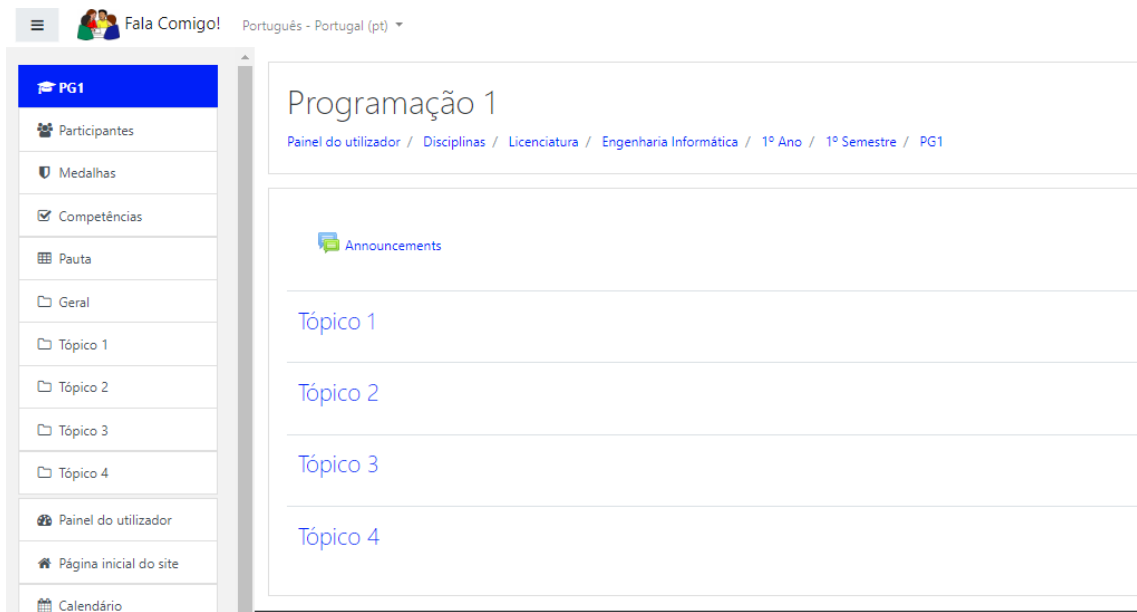 Fala Comigo! Português - Portugal (pt)
PG1
Participantes
Medalhas
Competências
Pauta
Geral
Tópico 1
Tópico 2
Tópico 3
Tópico 4
Painel do utilizador
Página inicial do site
Calendário
Programação 1
Painel do utilizador / Disciplinas / Licenciatura / Engenharia Informática / 1º Ano / 1º Semestre / PG1
Announcements
Tópico 1
Tópico 2
Tópico 3
Tópico 4